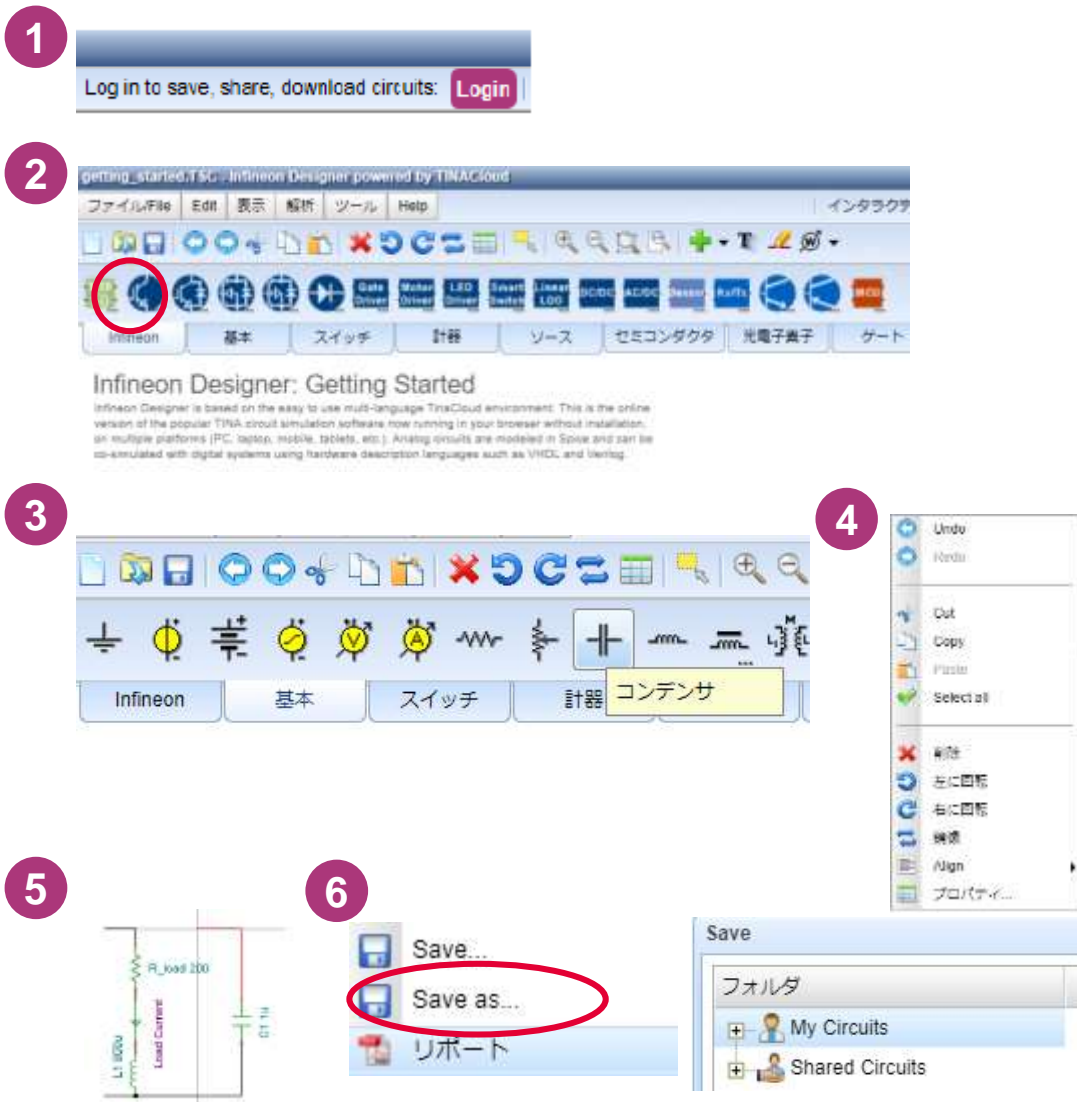 1
Log in to save, share, download circuits: Login
2
getting_started.TSC - Infineon Designer powered by TINACloud
ファイル/File Edit 表示 解析 ツール Help インタラクテ
Gate Driver Motor Driver LED Driver Smart Switch Linear LDO DC/DC AC/DC Sensor MCU
Infineon 基本 スイッチ 計器 ソース セミコンダクタ 光電子素子 ゲート
Infineon Designer: Getting Started
Infineon Designer is based on the easy to use multi-language TinaCloud environment. This is the online
version of the popular TINA circuit simulation software now running in your browser without installation,
on multiple platforms (PC, laptop, mobile, tablets, etc.). Analog circuits are modeled in Spice and can be
co-simulated with digital systems using hardware description languages such as VHDL and Verilog.
3
Infineon 基本 スイッチ 計器
コンデンサ
4
Undo
Redo
Cut
Copy
Paste
Select all
削除
左に回転
右に回転
鏡像
Align
プロパティ...
5
R_load 200
Load Current
L1 800u
C1 1u
6
Save...
Save as...
リポート
Save
フォルダ
My Circuits
Shared Circuits